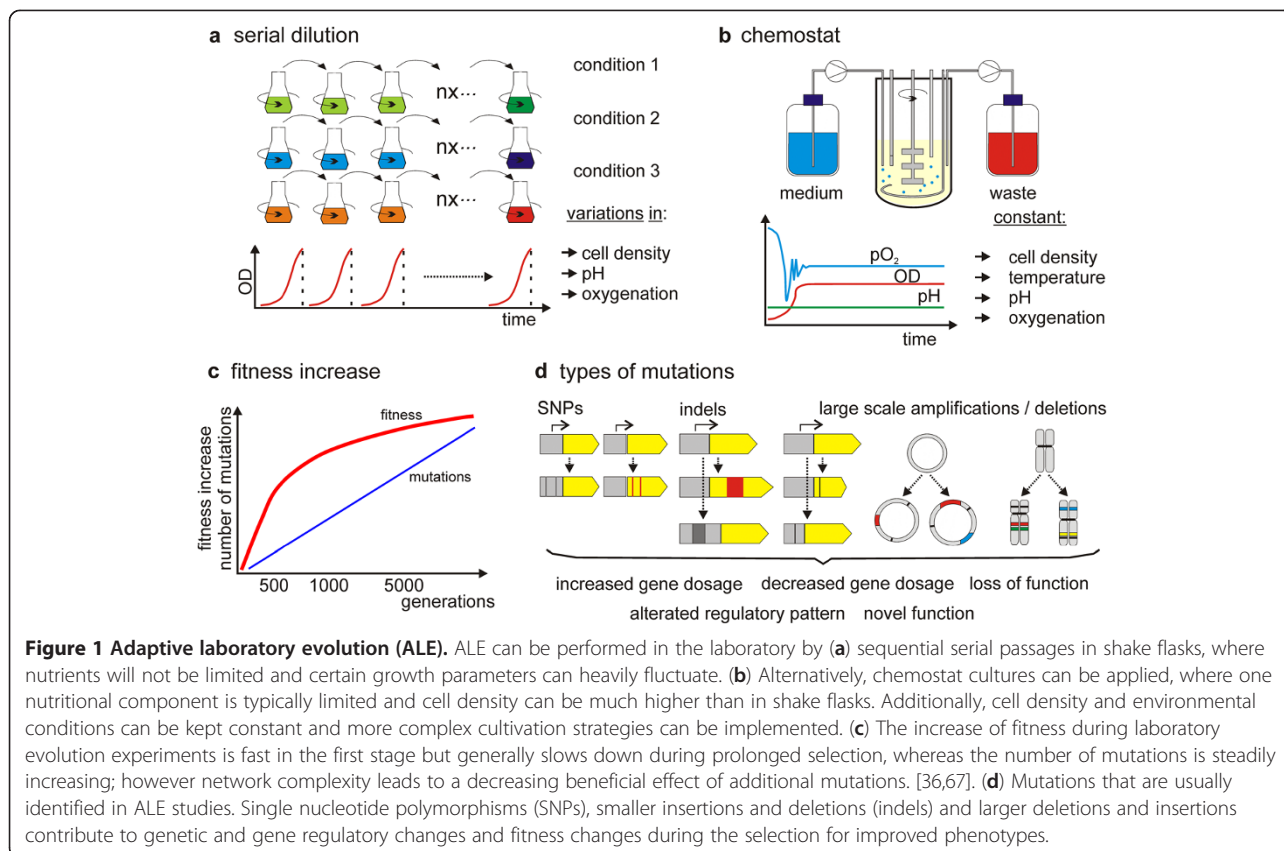 a serial dilution
condition 1
nx...
condition 2
nx...
condition 3
nx...
variations in:
cell density
pH
oxygenation
OD
time
b chemostat
medium
waste
constant:
cell density
temperature
pH
oxygenation
pO2
OD
pH
time
c fitness increase
fitness increase
number of mutations
fitness
mutations
500 1000 5000
generations
d types of mutations
SNPs indels large scale amplifications / deletions
increased gene dosage decreased gene dosage loss of function
alterated regulatory pattern novel function
Figure 1 Adaptive laboratory evolution (ALE). ALE can be performed in the laboratory by (a) sequential serial passages in shake flasks, where
nutrients will not be limited and certain growth parameters can heavily fluctuate. (b) Alternatively, chemostat cultures can be applied, where one
nutritional component is typically limited and cell density can be much higher than in shake flasks. Additionally, cell density and environmental
conditions can be kept constant and more complex cultivation strategies can be implemented. (c) The increase of fitness during laboratory
evolution experiments is fast in the first stage but generally slows down during prolonged selection, whereas the number of mutations is steadily
increasing; however network complexity leads to a decreasing beneficial effect of additional mutations. [36,67]. (d) Mutations that are usually
identified in ALE studies. Single nucleotide polymorphisms (SNPs), smaller insertions and deletions (indels) and larger deletions and insertions
contribute to genetic and gene regulatory changes and fitness changes during the selection for improved phenotypes.